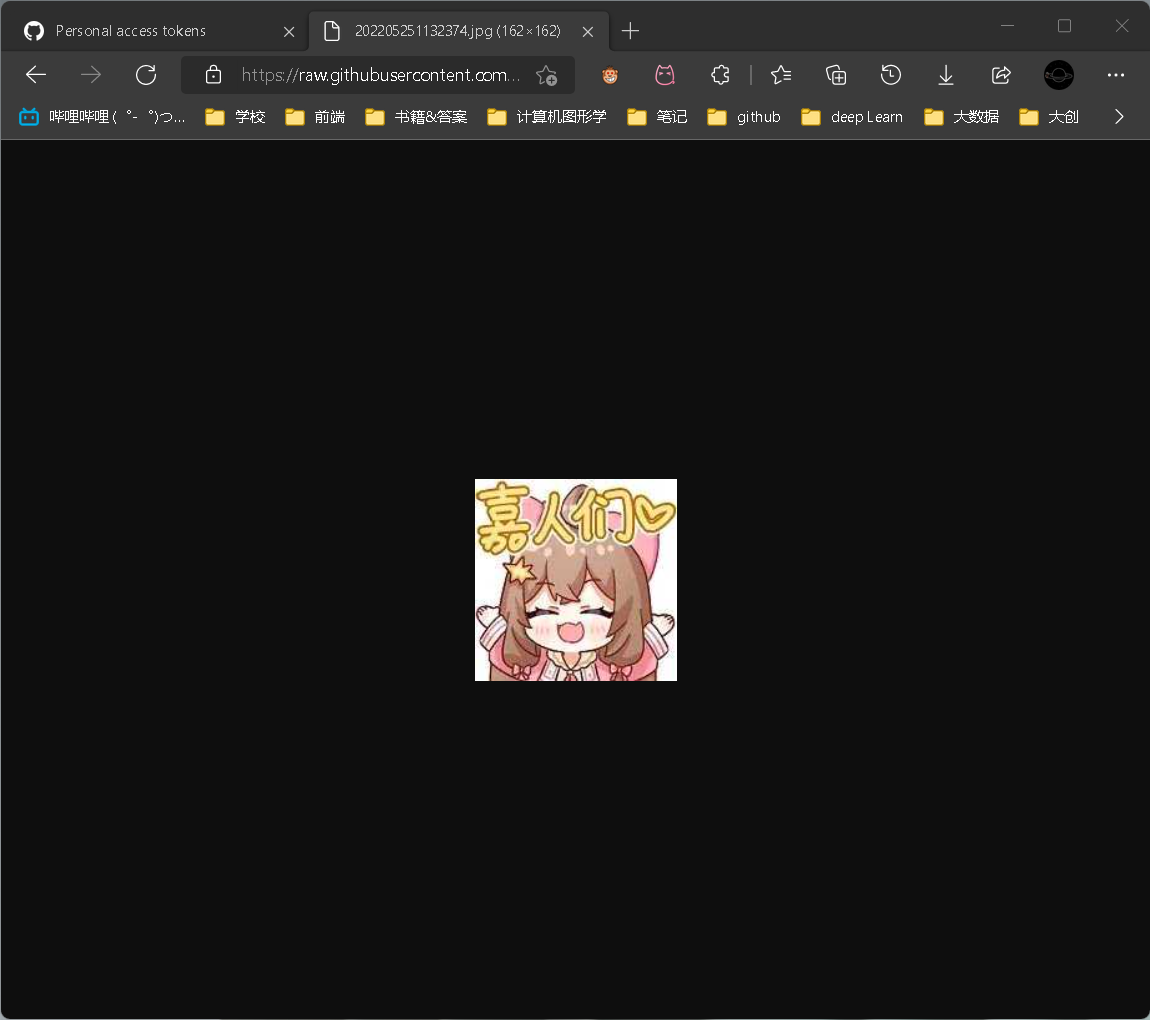 Personal access tokens
202205251132374.jpg (162×162)
https://raw.githubusercontent.com...
哔哩哔哩 (゜-゜)つ...
学校
前端
书籍&答案
计算机图形学
笔记
github
deep Learn
大数据
大创
嘉人们♡